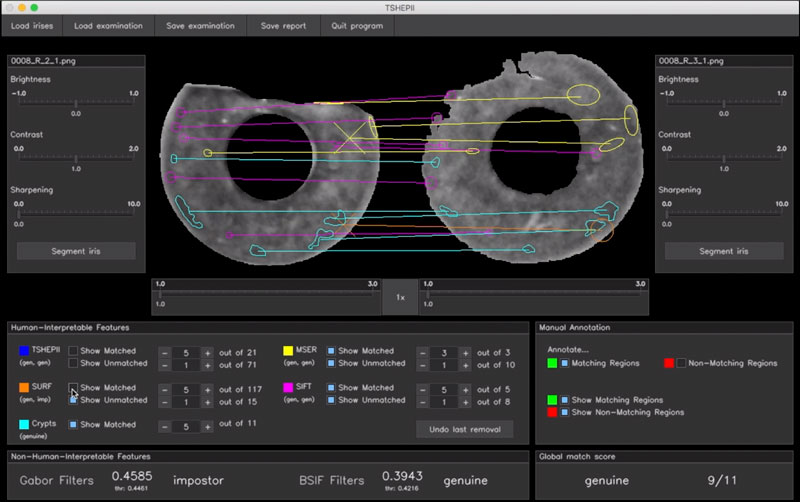 TSHEPII
Load irises Load examination Save examination Save report Quit program
0008_R_2_1.png
Brightness
-1.0 1.0
0.0
Contrast
0.0 2.0
1.0
Sharpening
0.0 10.0
0.0
Segment iris
0008_R_3_1.png
Brightness
-1.0 1.0
0.0
Contrast
0.0 2.0
1.0
Sharpening
0.0 10.0
0.0
Segment iris
1.0 3.0
1.0
1x
1.0 3.0
1.0
Human-Interpretable Features
TSHEPII
(gen, gen)
Show Matched - 5 + out of 21
Show Unmatched - 1 + out of 71
SURF
(gen, imp)
Show Matched - 5 + out of 117
Show Unmatched - 1 + out of 15
Crypts
(genuine)
Show Matched - 5 + out of 11
MSER
(gen, gen)
Show Matched - 3 + out of 3
Show Unmatched - 1 + out of 10
SIFT
(gen, gen)
Show Matched - 5 + out of 5
Show Unmatched - 1 + out of 8
Undo last removal
Manual Annotation
Annotate...
Matching Regions Non-Matching Regions
Show Matching Regions
Show Non-Matching Regions
Non-Human-Interpretable Features
Gabor Filters 0.4585 impostor BSIF Filters 0.3943 genuine
thr: 0.4461 thr: 0.4216
Global match score
genuine 9/11